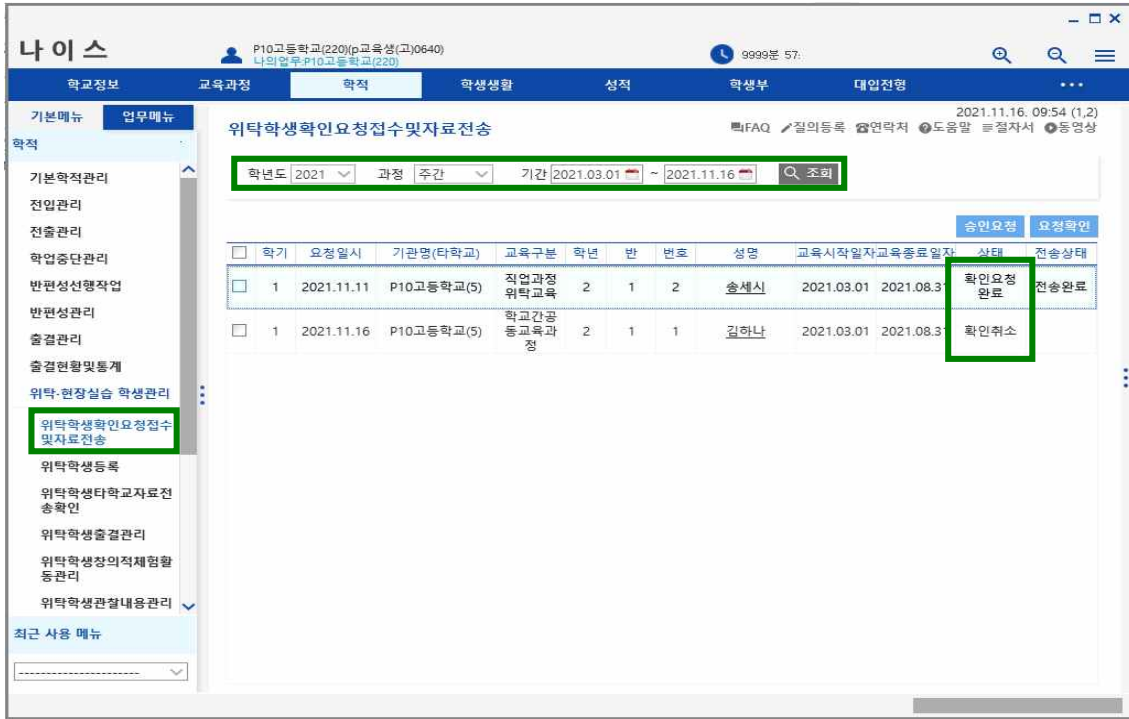 나이스
P10고등학교(220)(p교육생(고)0640)
나의업무:P10고등학교(220)
9999분 57:
학교정보 교육과정 학적 학생생활 성적 학생부 대입전형 •••
기본메뉴 업무메뉴
학적
기본학적관리
전입관리
전출관리
학업중단관리
반편성선행작업
반편성관리
출결관리
출결현황및통계
위탁·현장실습 학생관리
위탁학생확인요청접수
및자료전송
위탁학생등록
위탁학생타학교자료전
송확인
위탁학생출결관리
위탁학생창의적체험활
동관리
위탁학생관찰내용관리
최근 사용 메뉴
----------------------
2021.11.16. 09:54 (1,2)
위탁학생확인요청접수및자료전송
FAQ 질의등록 연락처 도움말 절차서 동영상
학년도 2021 과정 주간 기간 2021.03.01 ~ 2021.11.16 조회
승인요청 요청확인
학기 요청일시 기관명(타학교) 교육구분 학년 반 번호 성명 교육시작일자 교육종료일자 상태 전송상태
1 2021.11.11 P10고등학교(5) 직업과정 위탁교육 2 1 2 송세시 2021.03.01 2021.08.31 확인요청 완료 전송완료
1 2021.11.16 P10고등학교(5) 학교간공동교육과정 2 1 1 김하나 2021.03.01 2021.08.31 확인취소